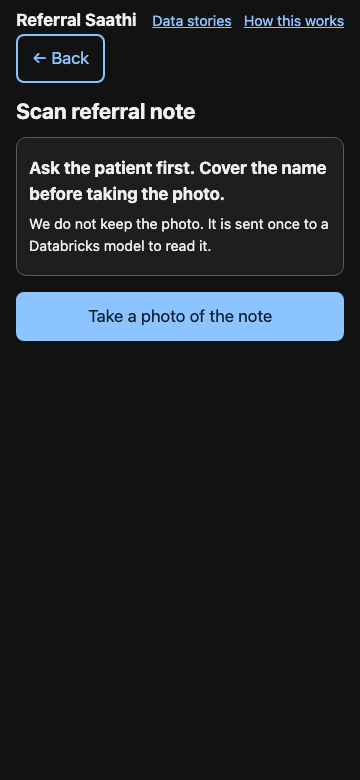 Referral Saathi Data stories How this works
← Back
Scan referral note
Ask the patient first. Cover the name
before taking the photo.
We do not keep the photo. It is sent once to a
Databricks model to read it.
Take a photo of the note